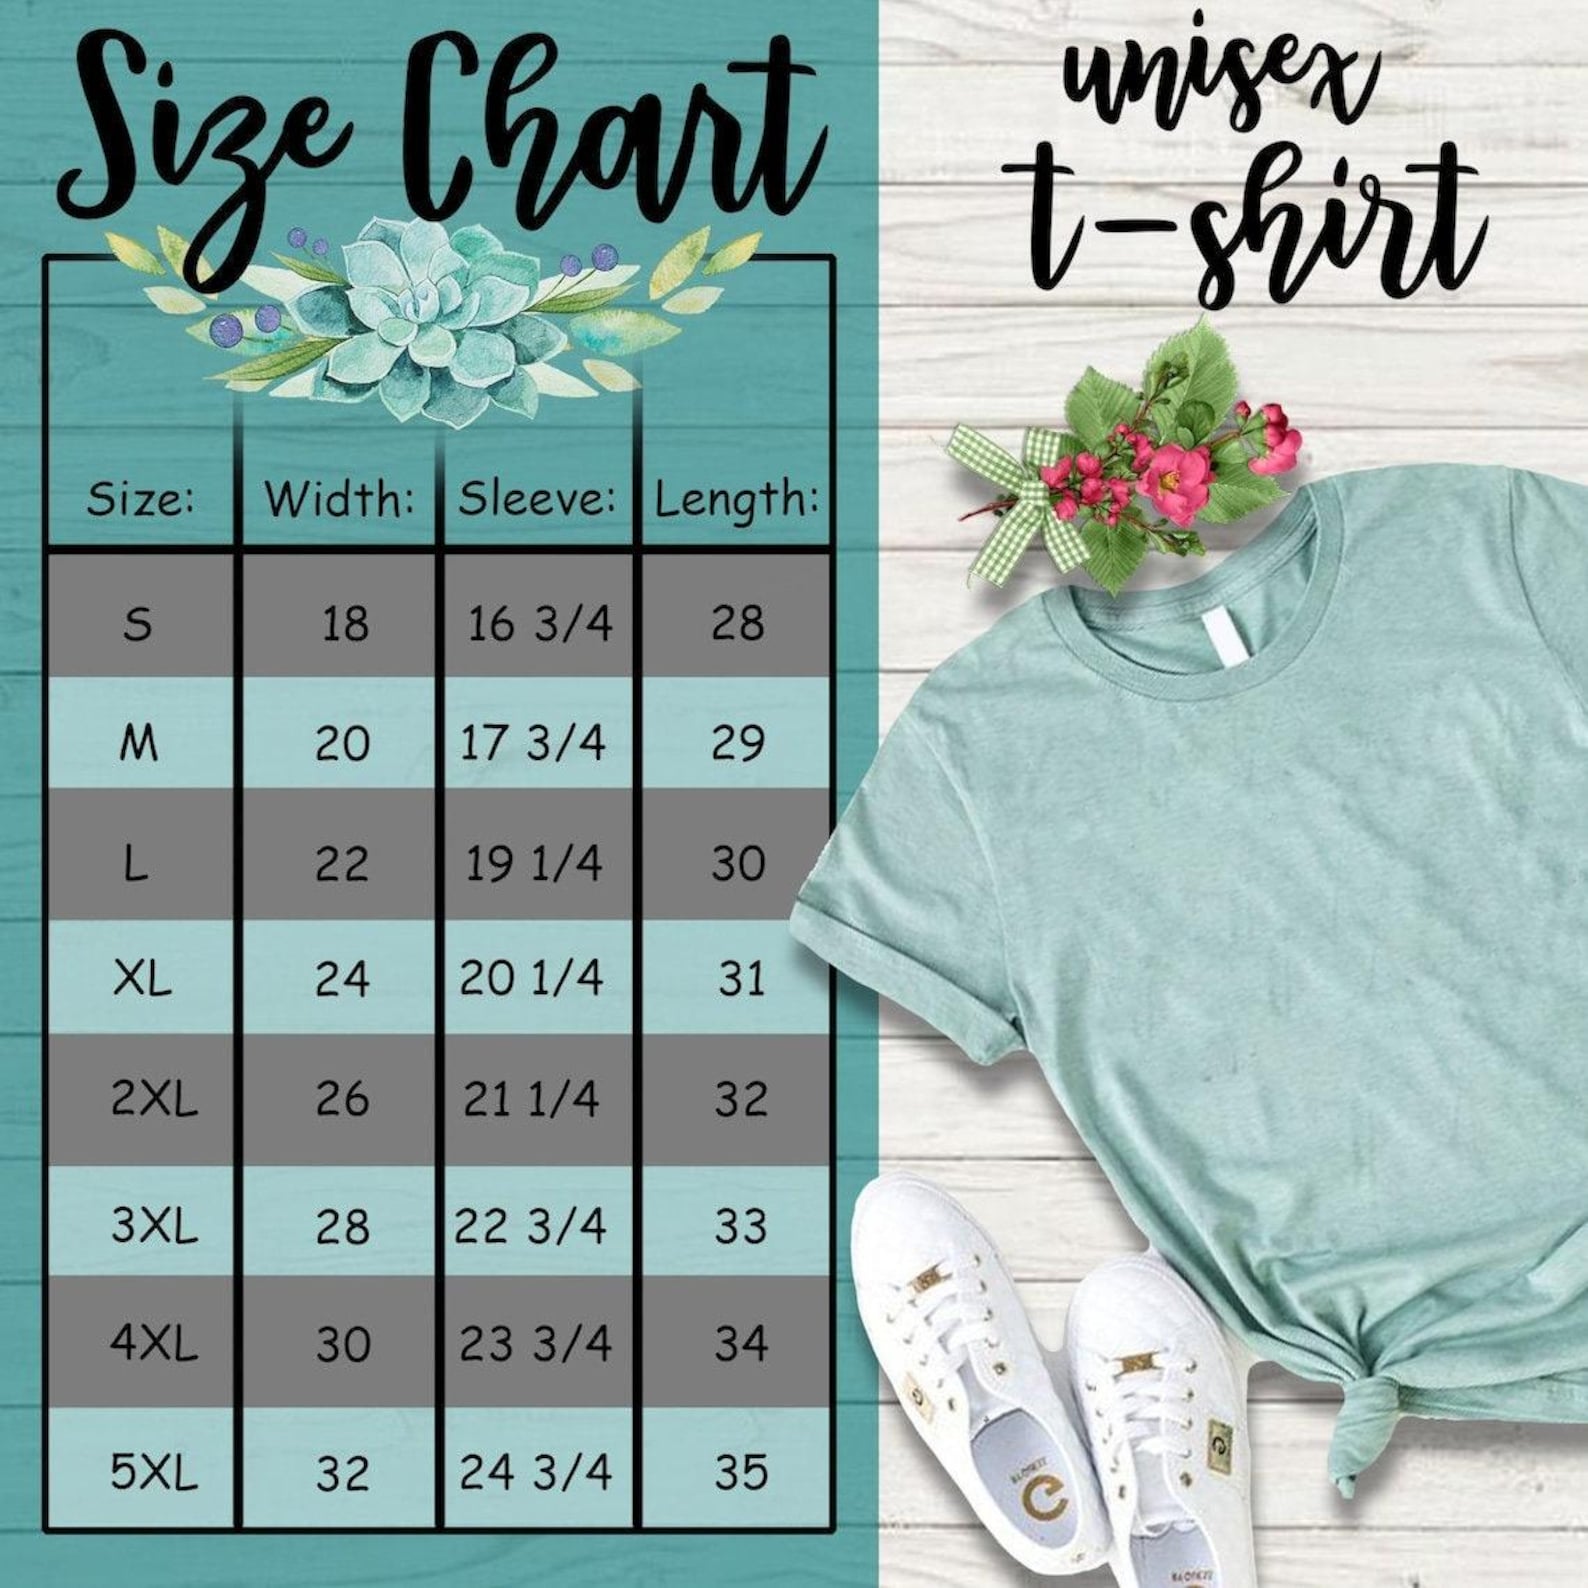 Size Chart
unisex
t-shirt
Size: Width: Sleeve: Length:
S 18 16 3/4 28
M 20 17 3/4 29
L 22 19 1/4 30
XL 24 20 1/4 31
2XL 26 21 1/4 32
3XL 28 22 3/4 33
4XL 30 23 3/4 34
5XL 32 24 3/4 35